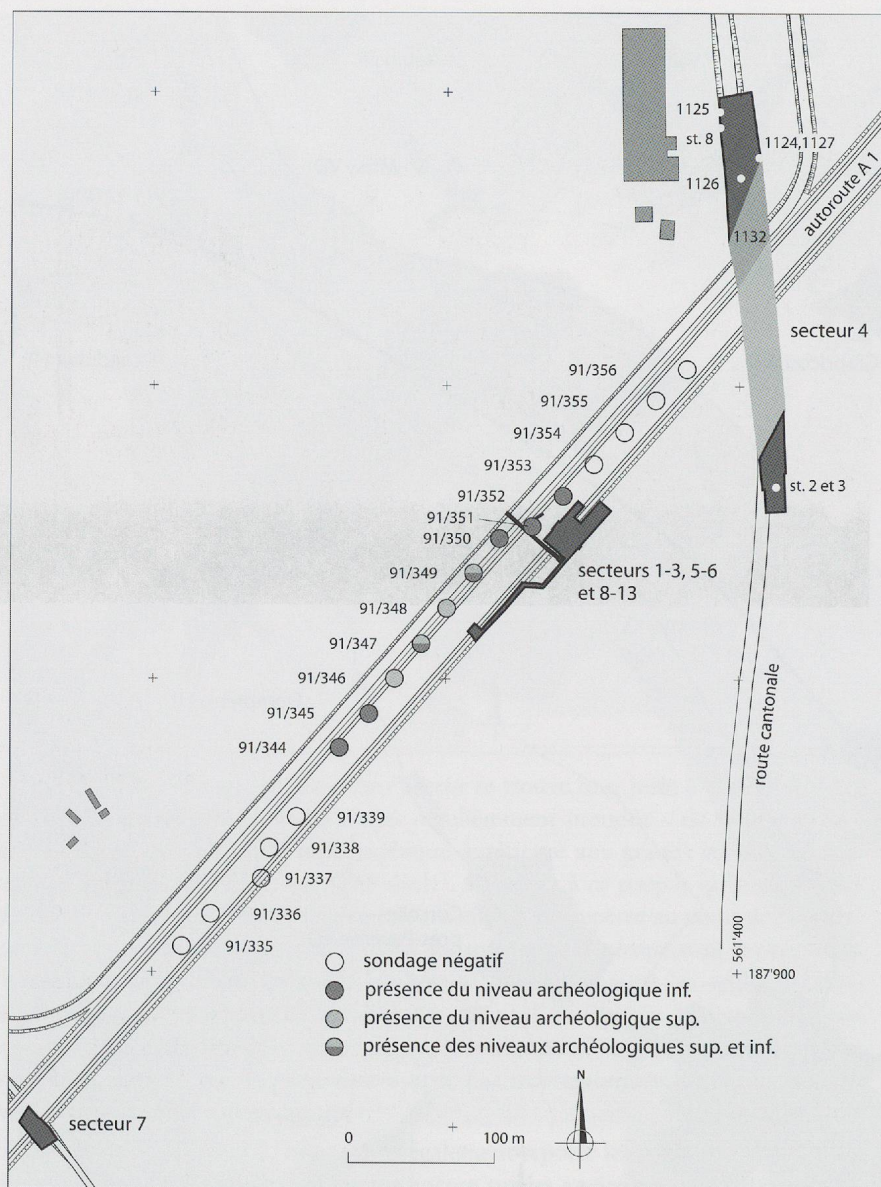 1125
st. 8
1124,1127
1126
1132
autoroute A 1
secteur 4
91/356
91/355
91/354
91/353
91/352
91/351
91/350
st. 2 et 3
secteurs 1-3, 5-6
et 8-13
91/349
91/348
91/347
91/346
91/345
91/344
route cantonale
91/339
91/338
91/337
91/336
91/335
561'400
187'900
sondage négatif
présence du niveau archéologique inf.
présence du niveau archéologique sup.
présence des niveaux archéologiques sup. et inf.
N
secteur 7
0 100 m